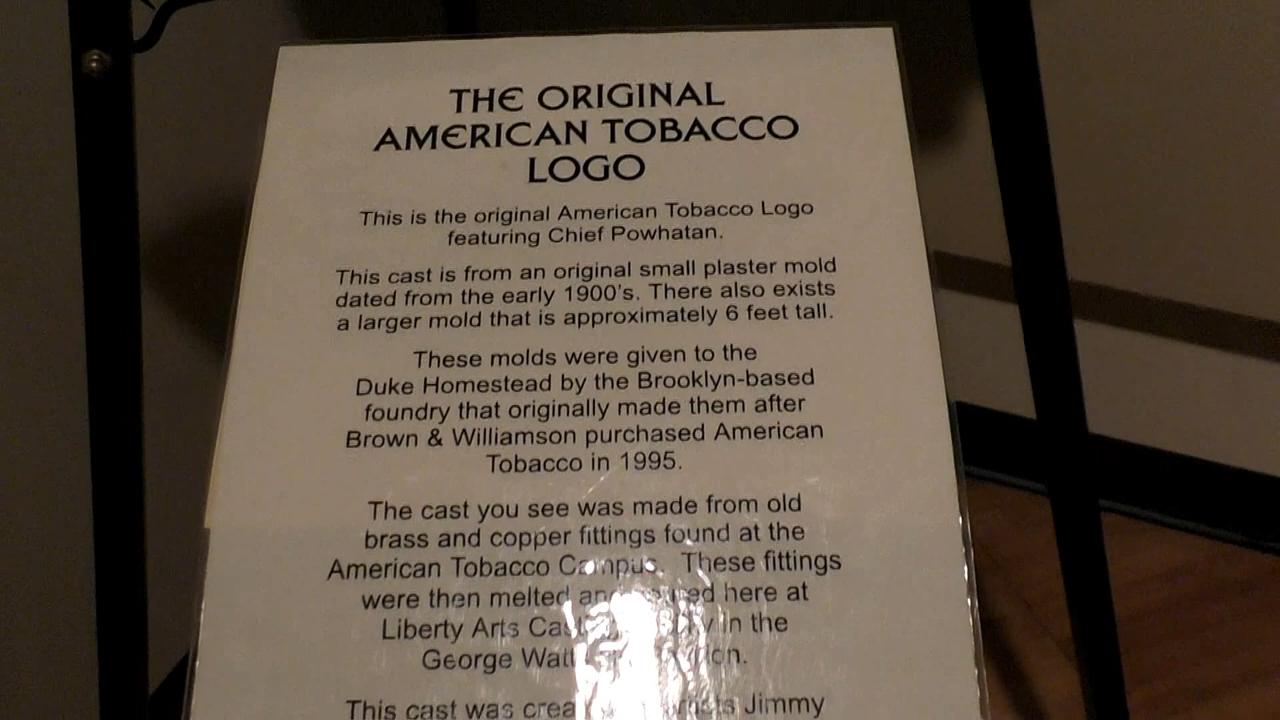 THE ORIGINAL
AMERICAN TOBACCO
LOGO
This is the original American Tobacco Logo
featuring Chief Powhatan.
This cast is from an original small plaster mold
dated from the early 1900's. There also exists
a larger mold that is approximately 6 feet tall.
These molds were given to the
Duke Homestead by the Brooklyn-based
foundry that originally made them after
Brown & Williamson purchased American
Tobacco in 1995.
The cast you see was made from old
brass and copper fittings found at the
American Tobacco Campus. These fittings
were then melted and here at
Liberty Arts in the
George
This cast was Jimmy